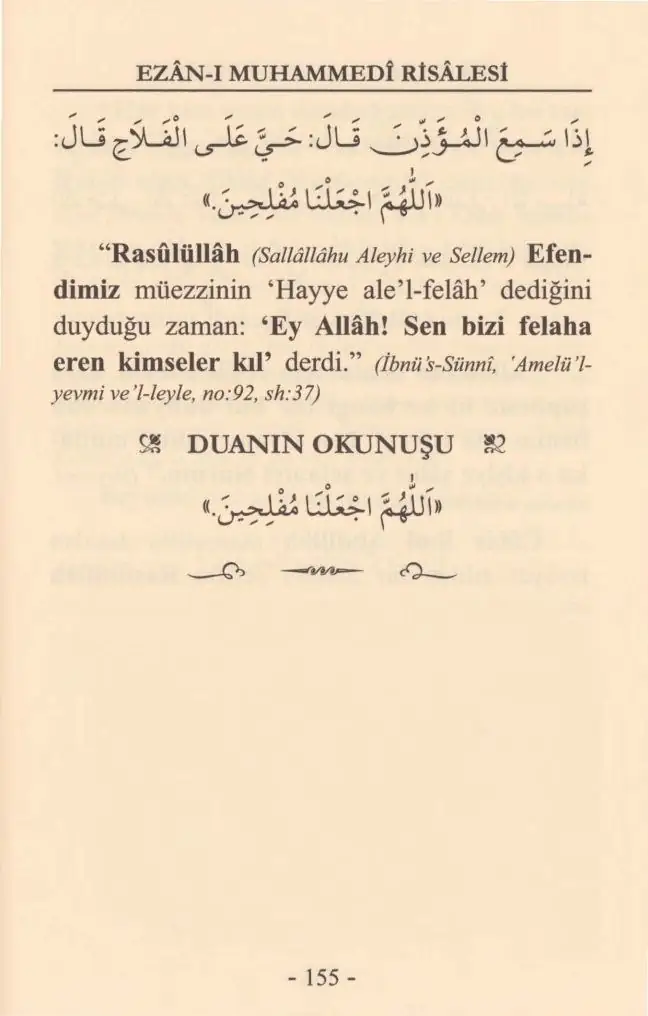 EZÂN-I MUHAMMEDÎ RİSÂLESİ
إِذَا سَمِعَ الْمُؤَذِّنَ قَالَ: حَيَّ عَلَى الْفَلَاحِ قَالَ:
«اَللّٰهُمَّ اجْعَلْنَا مُفْلِحِينَ.»
“Rasûlüllâh (Sallâllâhu Aleyhi ve Sellem) Efen-
dimiz müezzinin ‘Hayye ale’l-felâh’ dediğini
duyduğu zaman: ‘Ey Allâh! Sen bizi felaha
eren kimseler kıl’ derdi.” (İbnü’s-Sünnî, ‘Amelü’l-
yevmi ve’l-leyle, no:92, sh:37)
DUANIN OKUNUŞU
«اَللّٰهُمَّ اجْعَلْنَا مُفْلِحِينَ.»
- 155 -